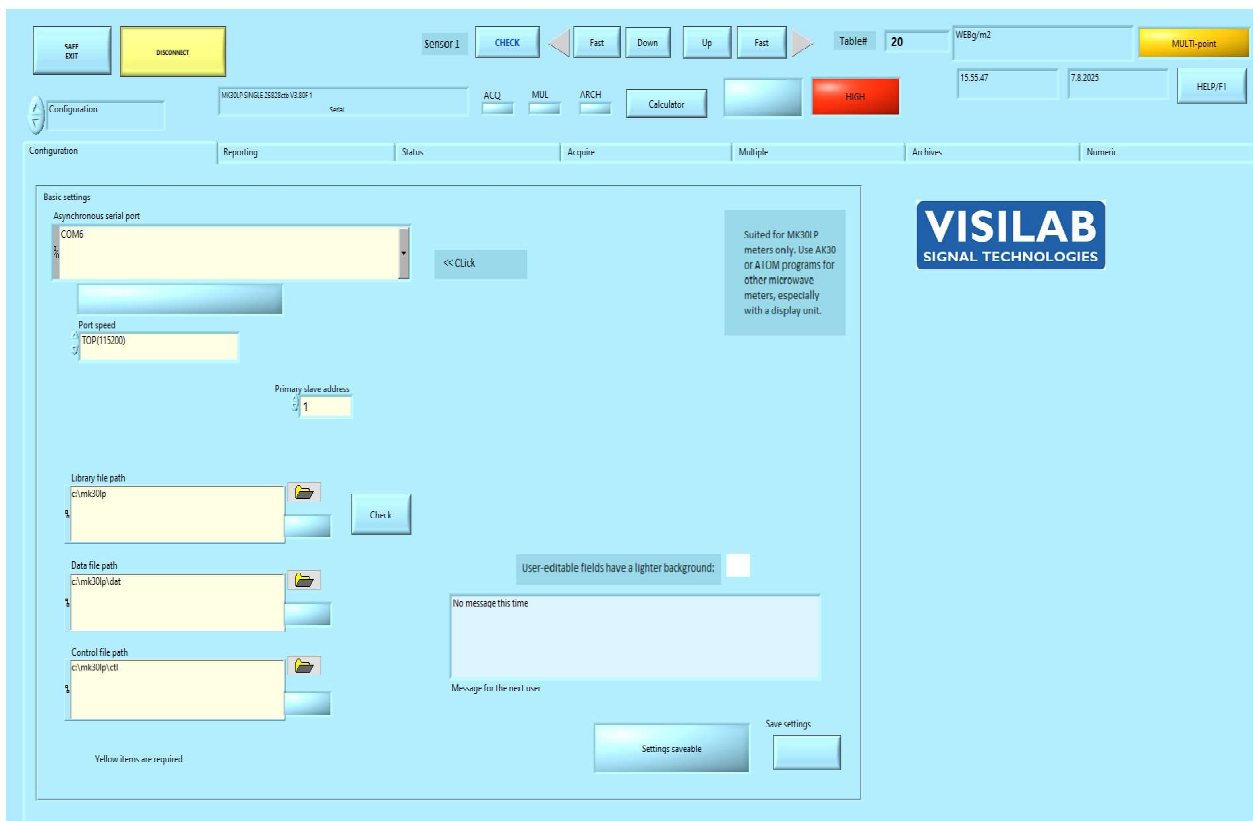 SAFE
EXIT
DISCONNECT
Sensor 1
CHECK
Fast
Down
Up
Fast
Table#
20
WEBg/m2
MULTI-point
Configuration
Serial
ACQ
MUL
ARCH
Calculator
HIGH
15.55.47
7.8.2025
HELP/F1
Configuration
Reporting
Status
Acquire
Multiple
Archives
Numeric
Basic settings
Asynchronous serial port
COM6
<< CLick
Suited for MK30LP
meters only. Use AK30
or ATOM programs for
other microwave
meters, especially
with a display unit.
VISILAB
SIGNAL TECHNOLOGIES
Port speed
TOP(115200)
Primary slave address
1
Library file path
c:\mk30lp
Check
Data file path
c:\mk30lp\dat
User-editable fields have a lighter background:
No message this time
Control file path
c:\mk30lp\ctl
Message for the next user
Save settings
Settings saveable
Yellow items are required